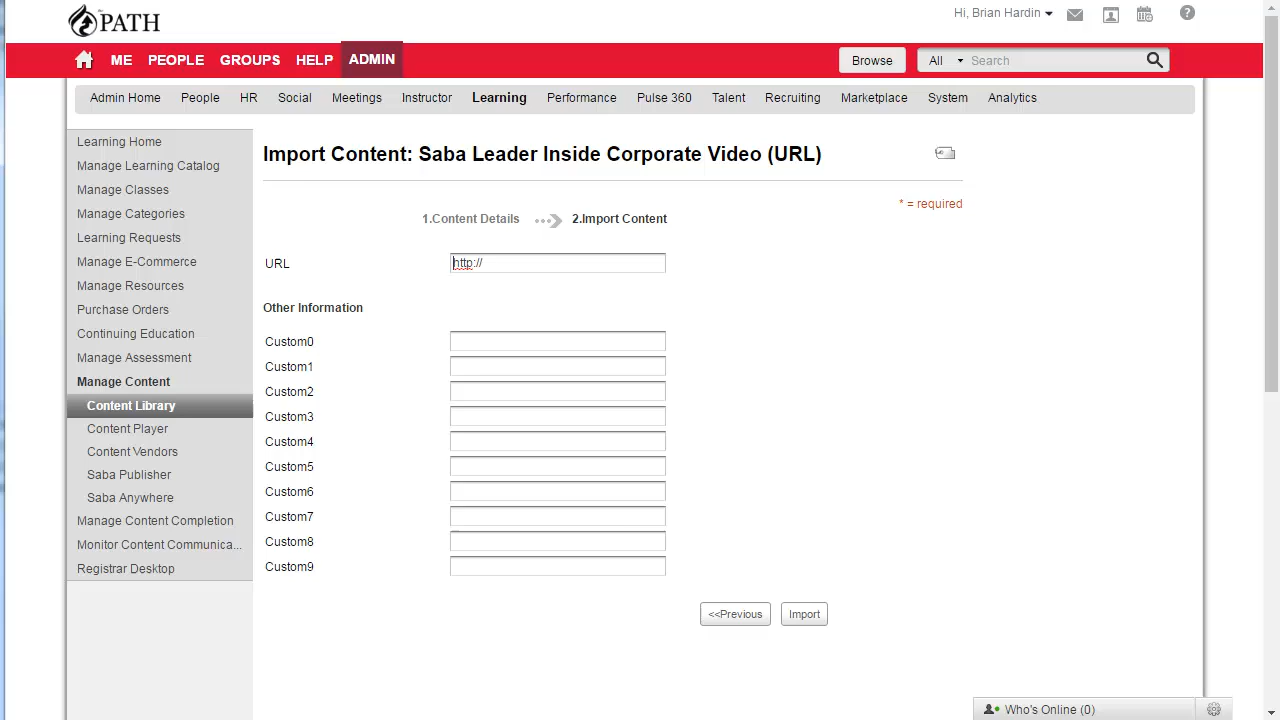 the PATH
Hi, Brian Hardin
ME PEOPLE GROUPS HELP ADMIN Browse All Search
Admin Home People HR Social Meetings Instructor Learning Performance Pulse 360 Talent Recruiting Marketplace System Analytics
Learning Home
Manage Learning Catalog
Manage Classes
Manage Categories
Learning Requests
Manage E-Commerce
Manage Resources
Purchase Orders
Continuing Education
Manage Assessment
Manage Content
Content Library
Content Player
Content Vendors
Saba Publisher
Saba Anywhere
Manage Content Completion
Monitor Content Communica...
Registrar Desktop
Import Content: Saba Leader Inside Corporate Video (URL)
* = required
1.Content Details 2.Import Content
URL http://
Other Information
Custom0
Custom1
Custom2
Custom3
Custom4
Custom5
Custom6
Custom7
Custom8
Custom9
<<Previous Import
Who's Online (0)